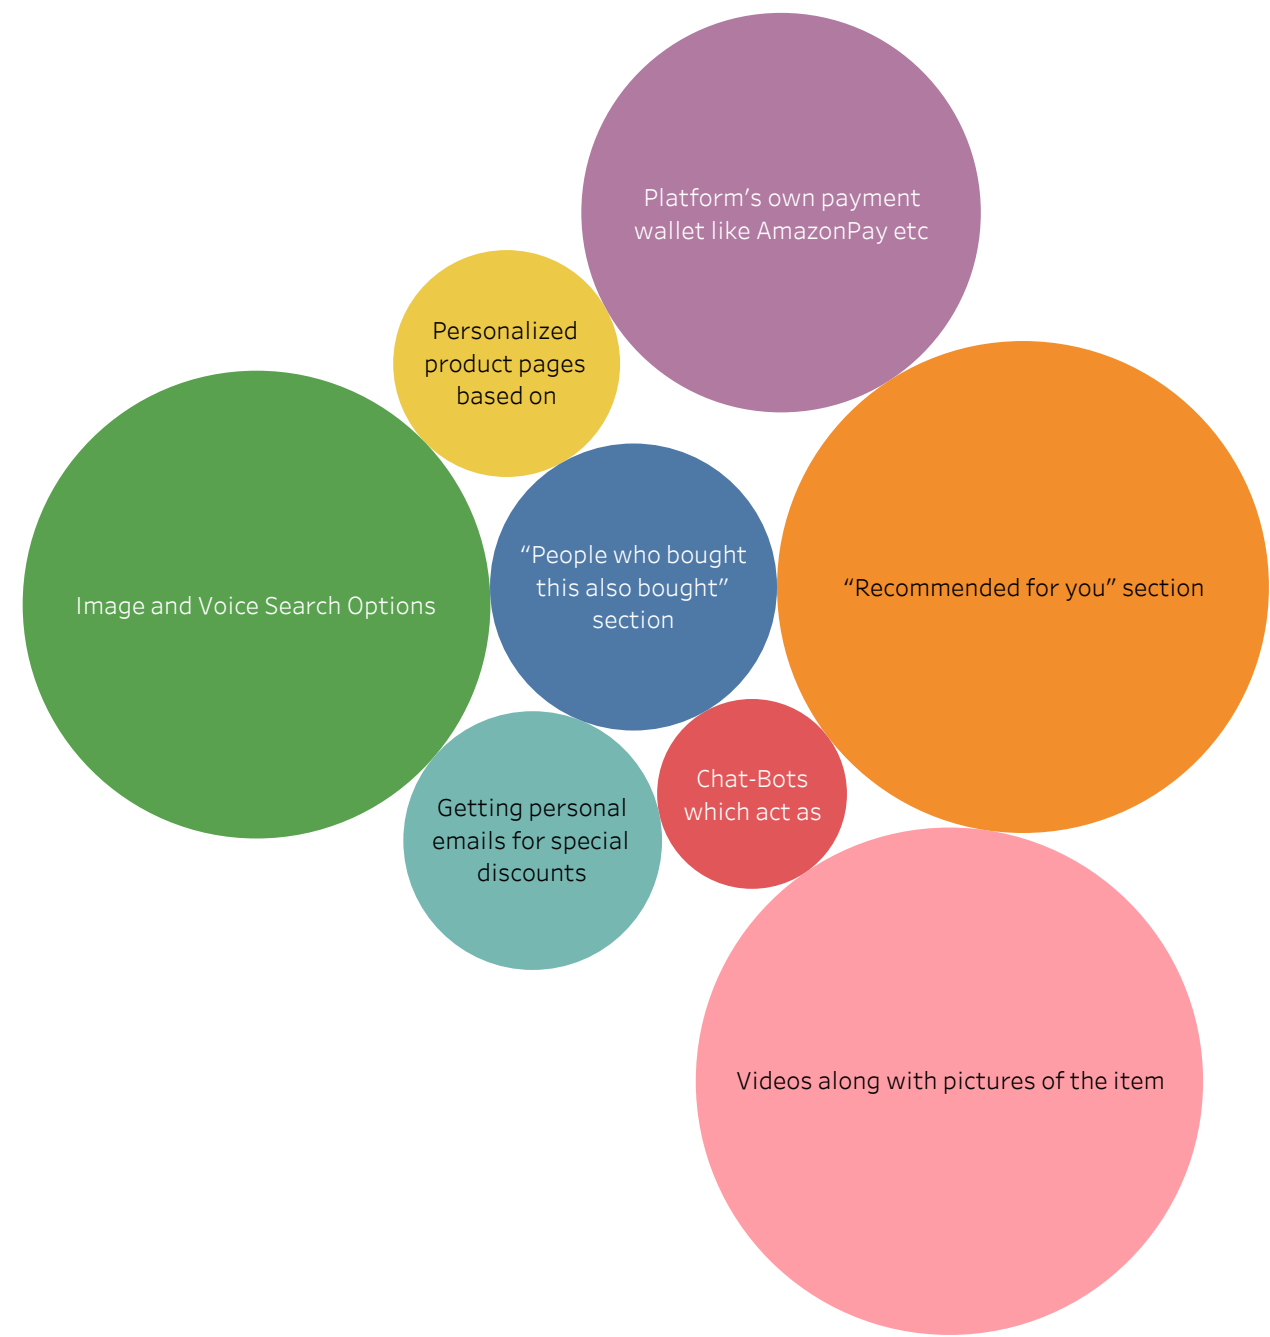 Platform’s own payment
wallet like AmazonPay etc
Personalized
product pages
based on
“People who bought
this also bought”
section
“Recommended for you” section
Image and Voice Search Options
Chat-Bots
which act as
Getting personal
emails for special
discounts
Videos along with pictures of the item